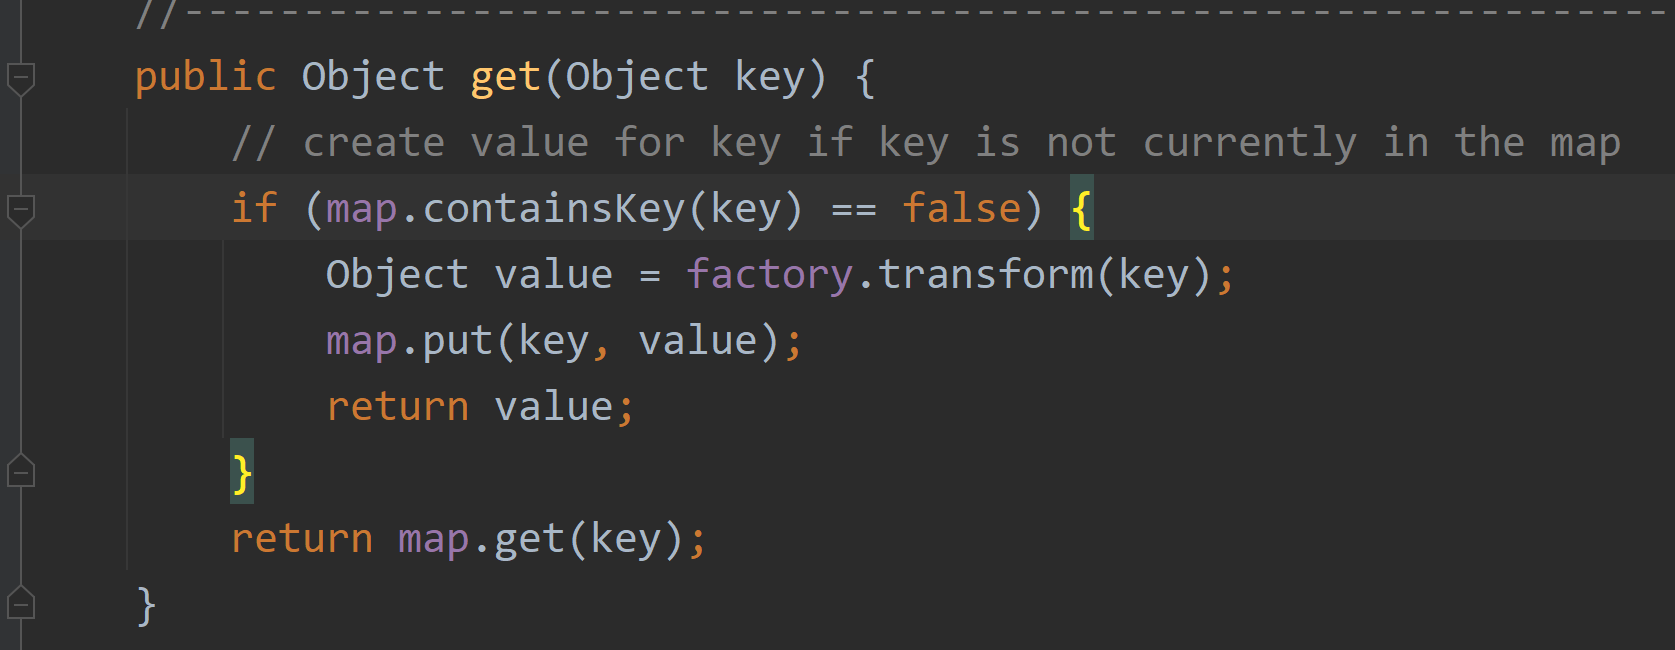 //--------------------------------------------------------------
public Object get(Object key) {
// create value for key if key is not currently in the map
if (map.containsKey(key) == false) {
Object value = factory.transform(key);
map.put(key, value);
return value;
}
return map.get(key);
}